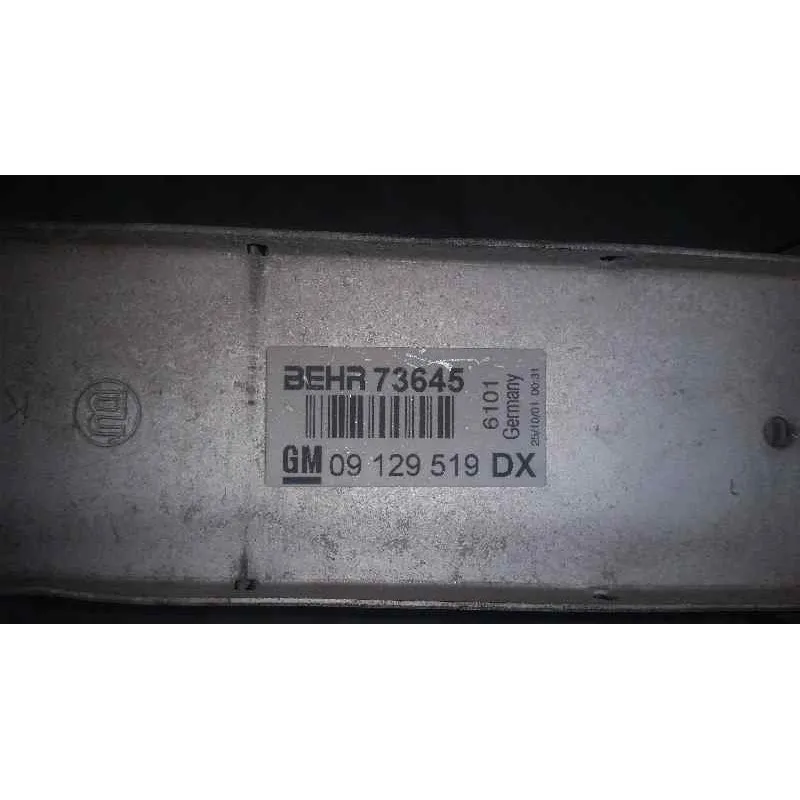 BEHR 73645
GM 09 129 519 DX
6101
Germany
25/10/01 00:31
K